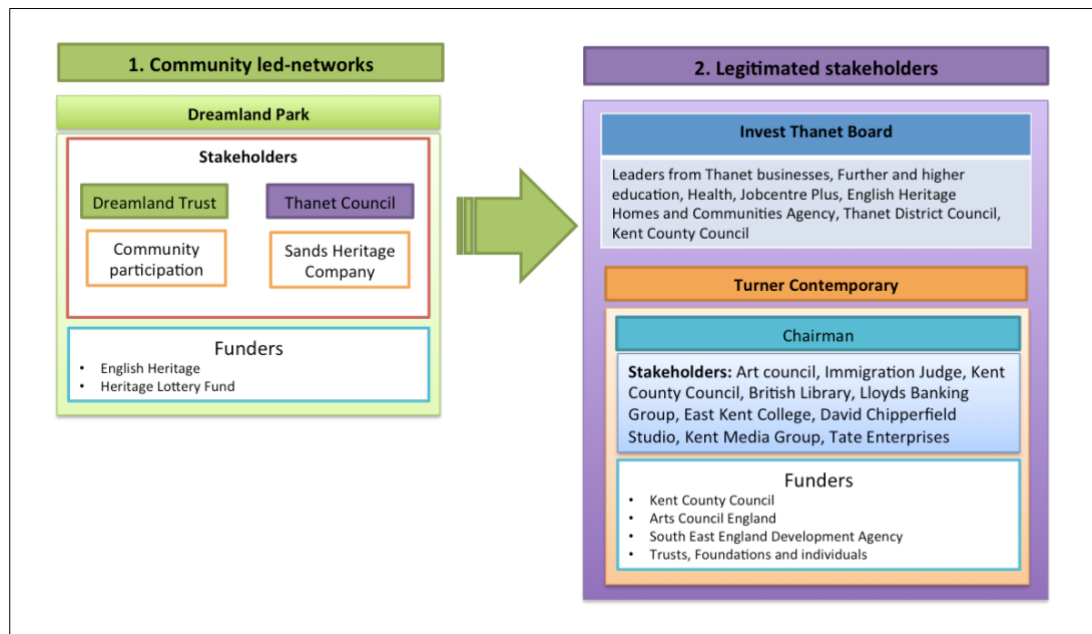 1. Community led-networks
Dreamland Park
Stakeholders
Dreamland Trust
Thanet Council
Community
participation
Sands Heritage
Company
Funders
• English Heritage
• Heritage Lottery Fund
2. Legitimated stakeholders
Invest Thanet Board
Leaders from Thanet businesses, Further and higher
education, Health, Jobcentre Plus, English Heritage
Homes and Communities Agency, Thanet District Council,
Kent County Council
Turner Contemporary
Chairman
Stakeholders: Art council, Immigration Judge, Kent
County Council, British Library, Lloyds Banking
Group, East Kent College, David Chipperfield
Studio, Kent Media Group, Tate Enterprises
Funders
• Kent County Council
• Arts Council England
• South East England Development Agency
• Trusts, Foundations and individuals